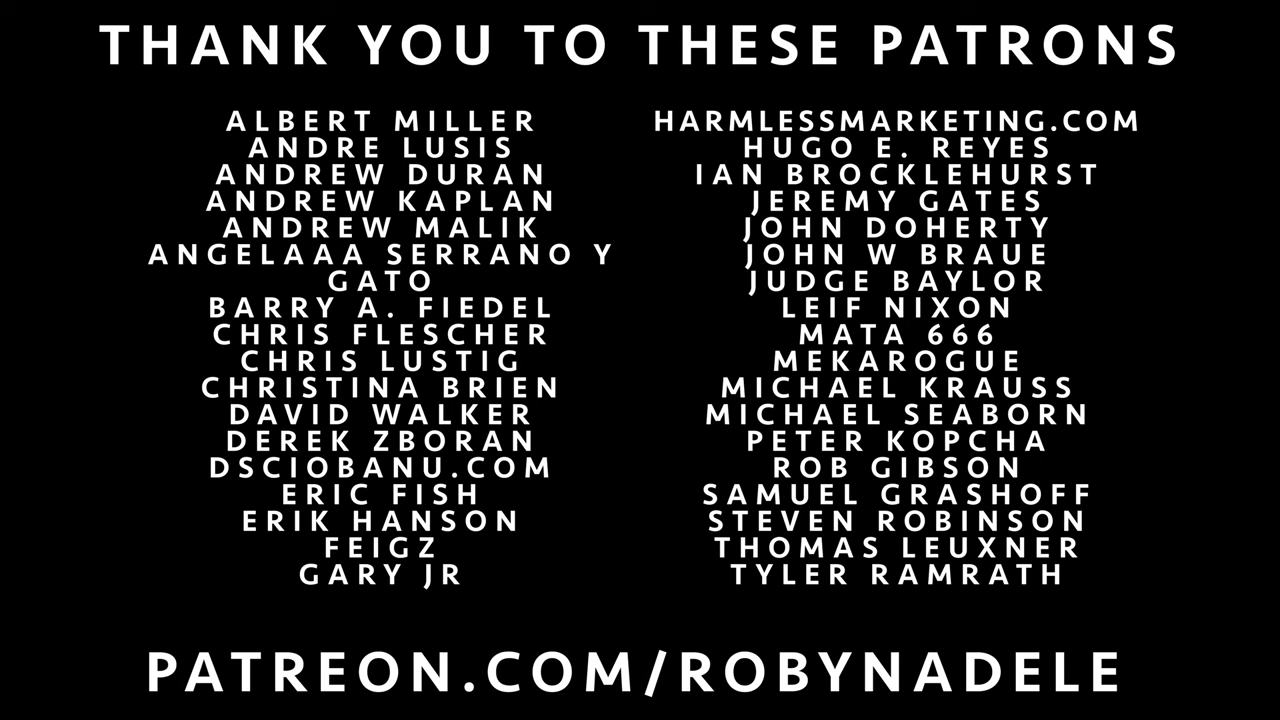 THANK YOU TO THESE PATRONS
ALBERT MILLER
ANDRE LUSIS
ANDREW DURAN
ANDREW KAPLAN
ANDREW MALIK
ANGELAAA SERRANO Y
GATO
BARRY A. FIEDEL
CHRIS FLESCHER
CHRIS LUSTIG
CHRISTINA BRIEN
DAVID WALKER
DEREK ZBORAN
DSCIOBANU.COM
ERIC FISH
ERIK HANSON
FEIGZ
GARY JR
HARMLESSMARKETING.COM
HUGO E. REYES
IAN BROCKLEHURST
JEREMY GATES
JOHN DOHERTY
JOHN W BRAUE
JUDGE BAYLOR
LEIF NIXON
MATA 666
MEKAROGUE
MICHAEL KRAUSS
MICHAEL SEABORN
PETER KOPCHA
ROB GIBSON
SAMUEL GRASHOFF
STEVEN ROBINSON
THOMAS LEUXNER
TYLER RAMRATH
PATREON.COM/ROBYNADELE